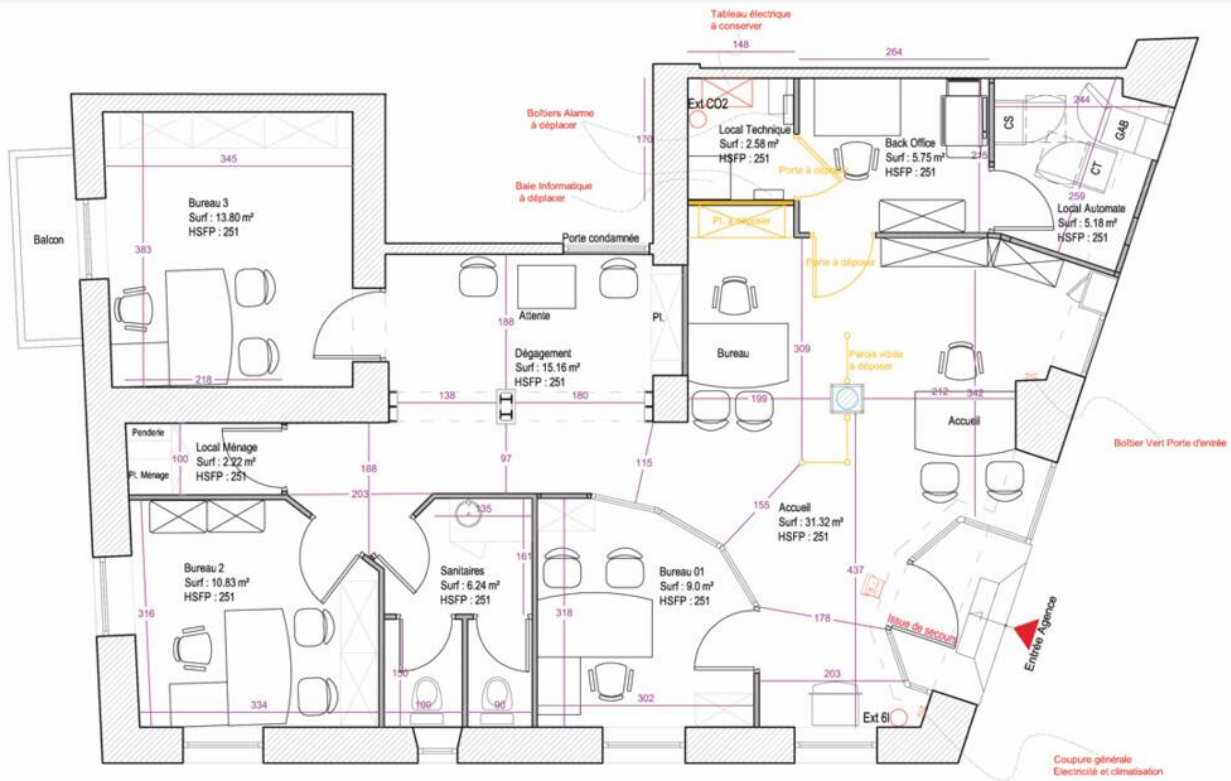 Tableau électrique
à conserver
148
264
Ext CO2
Boîtiers Alarme
à déplacer
170
Local Technique
Surf : 2.58 m²
HSFP : 251
Back Office
Surf : 5.75 m²
HSFP : 251
215
CS
244
GAB
CT
259
Local Automate
Surf : 5.18 m²
HSFP : 251
Porte à déposer
Baie Informatique
à déplacer
Pl. à déposer
Porte à déposer
345
Bureau 3
Surf : 13.80 m²
HSFP : 251
383
218
Balcon
Porte condamnée
188
Attente
Pl.
Dégagement
Surf : 15.16 m²
HSFP : 251
138
180
97
115
Bureau
309
199
Parois vitrée
à déposer
212
342
Accueil
Boîtier Vert Porte d'entrée
Penderie
Pl. Ménage
100
Local Ménage
Surf : 2.22 m²
HSFP : 251
188
203
135
161
155
Accueil
Surf : 31.32 m²
HSFP : 251
437
Bureau 2
Surf : 10.83 m²
HSFP : 251
316
334
Sanitaires
Surf : 6.24 m²
HSFP : 251
150
109
90
Bureau 01
Surf : 9.0 m²
HSFP : 251
318
302
178
203
Issue de secours
Entrée Agence
Ext 6l
Coupure générale
Electricité et climatisation